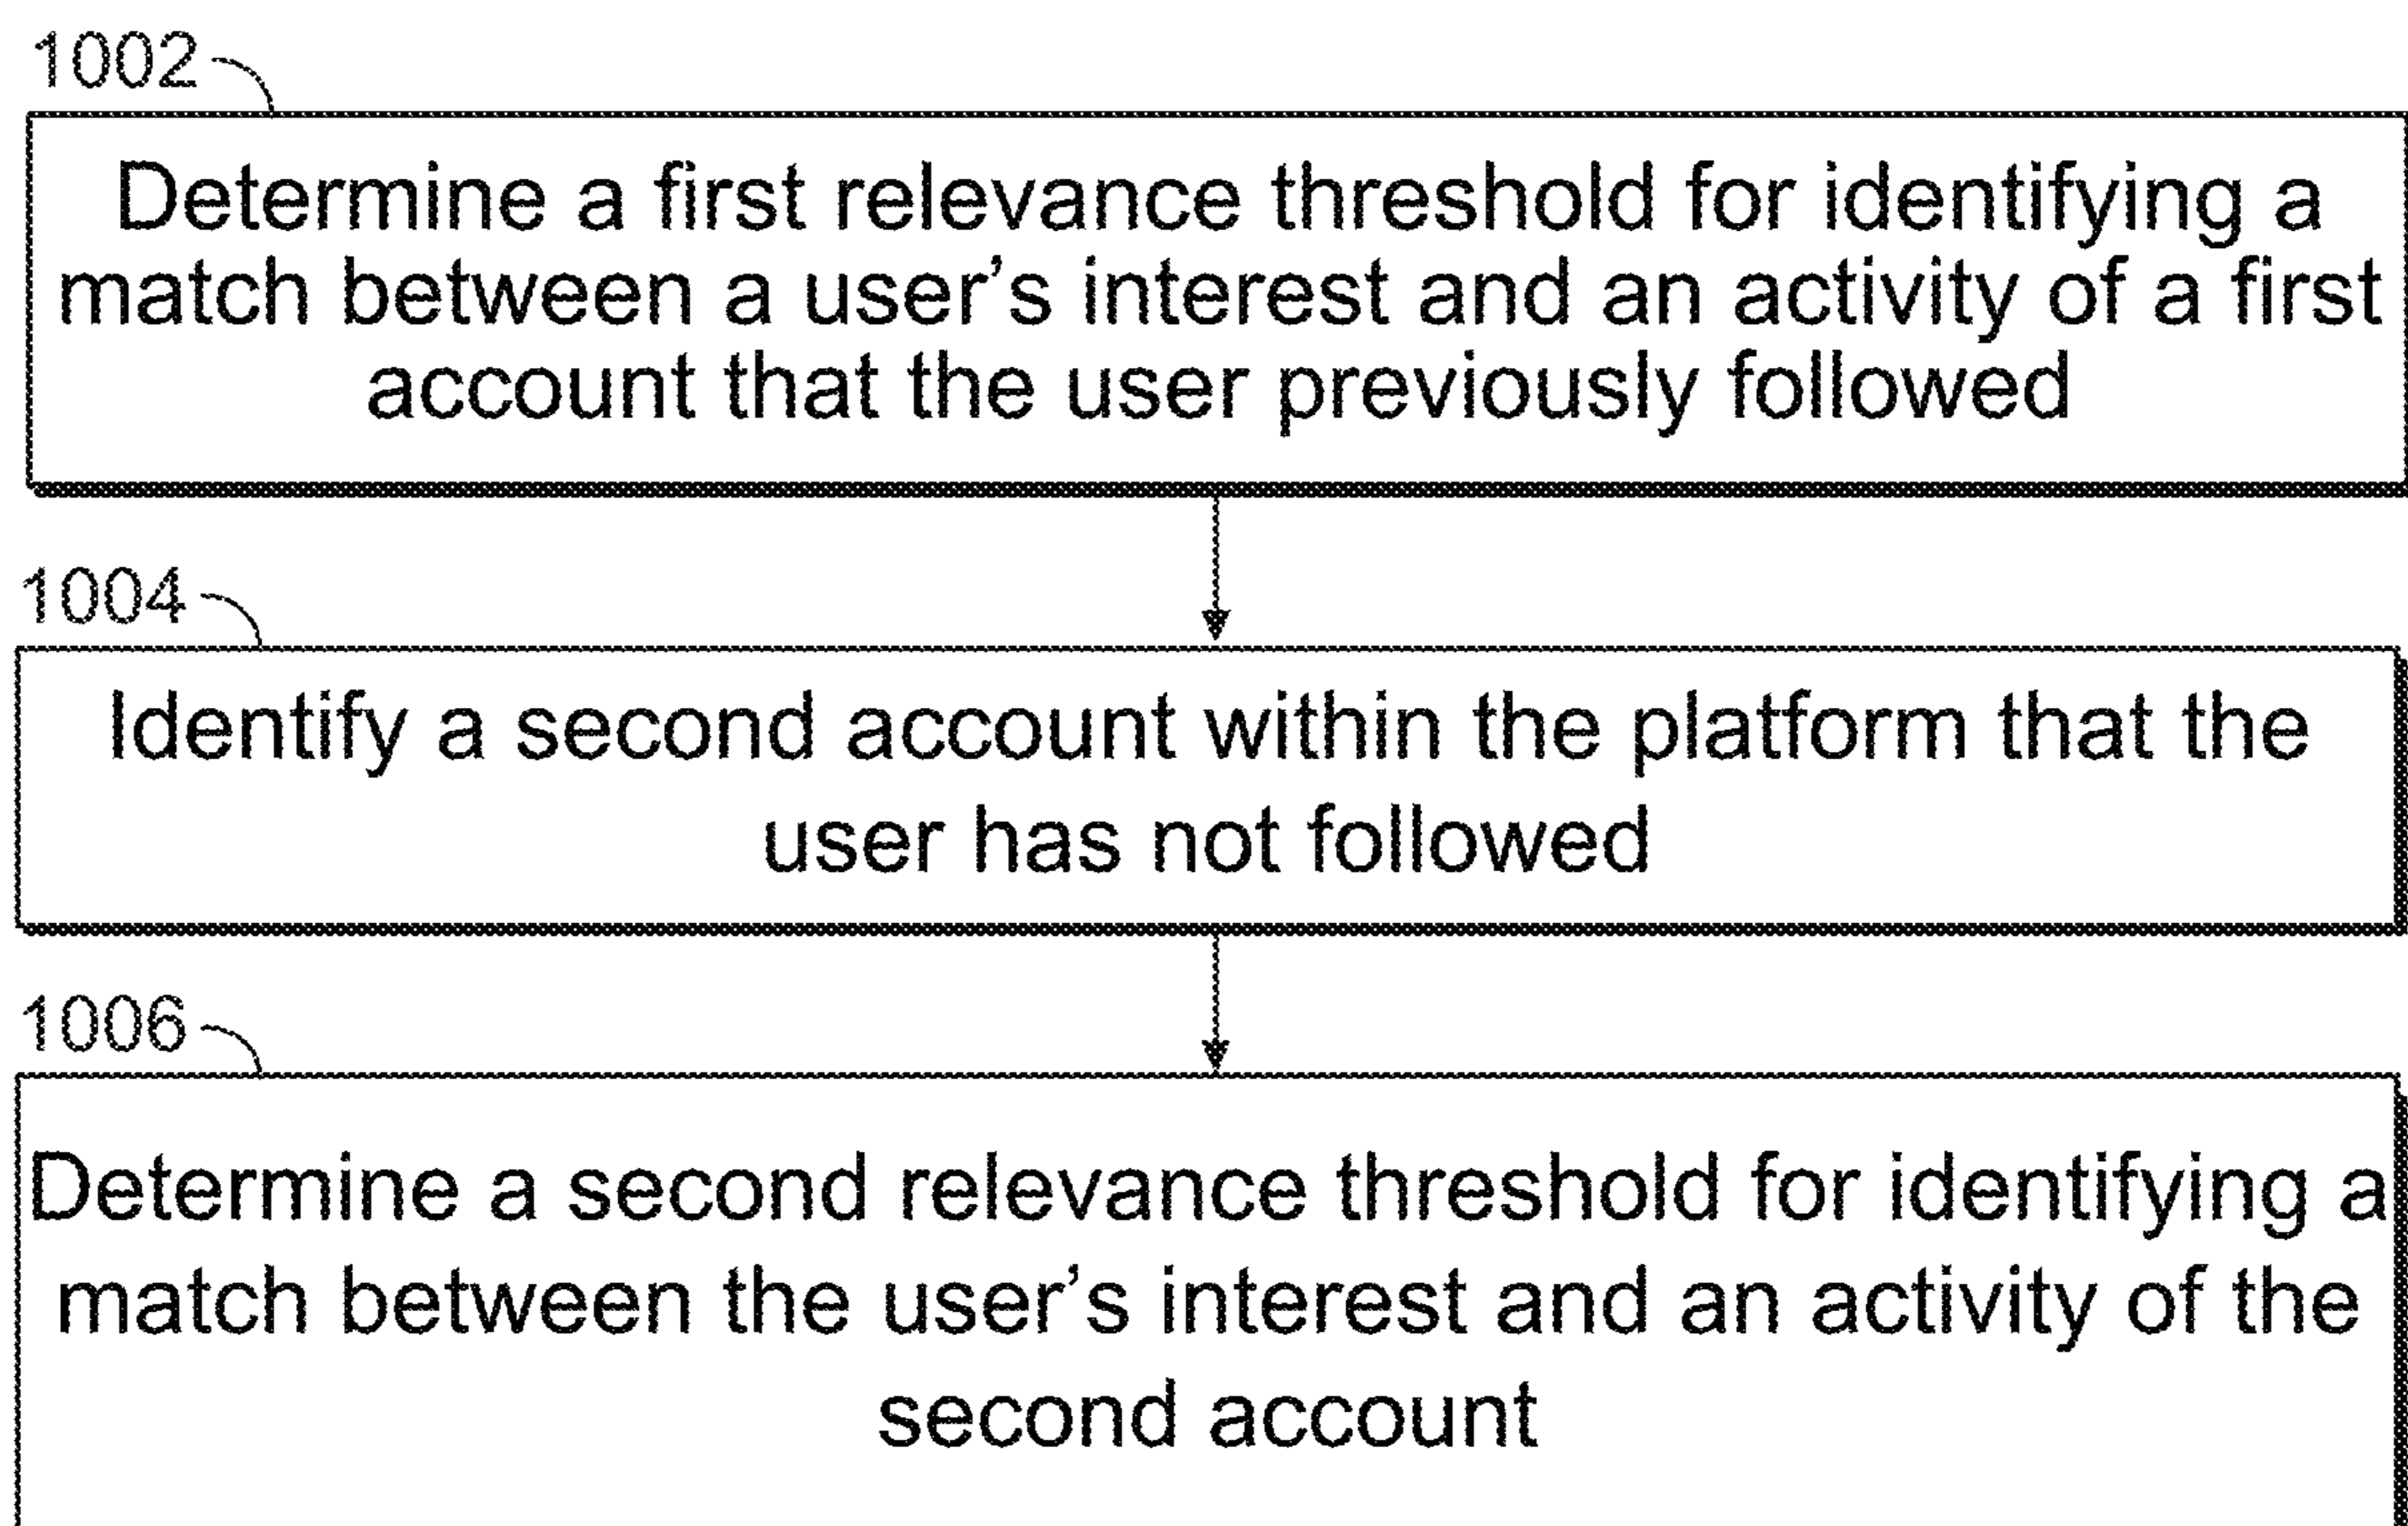 1002
Determine a first relevance threshold for identifying a
match between a user’s interest and an activity of a first
account that the user previously followed
1004
Identify a second account within the platform that the
user has not followed
1006
Determine a second relevance threshold for identifying a
match between the user’s interest and an activity of the
second account